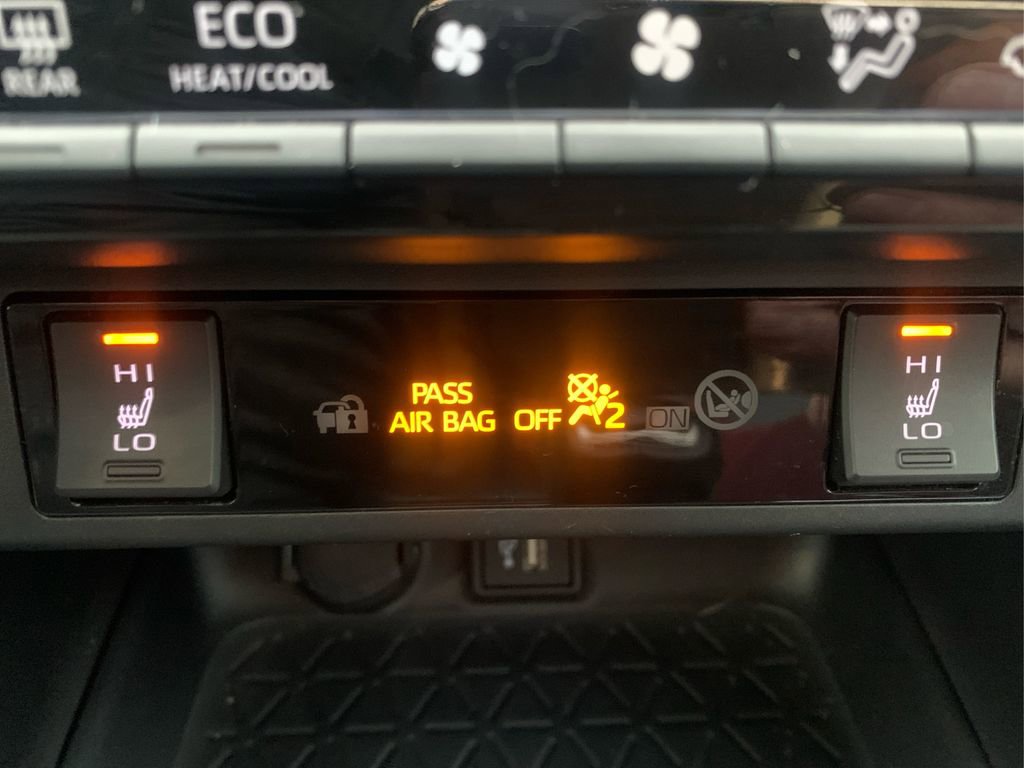 REAR
ECO
HEAT/COOL
HI
LO
PASS
AIR BAG OFF 2 ON
HI
LO